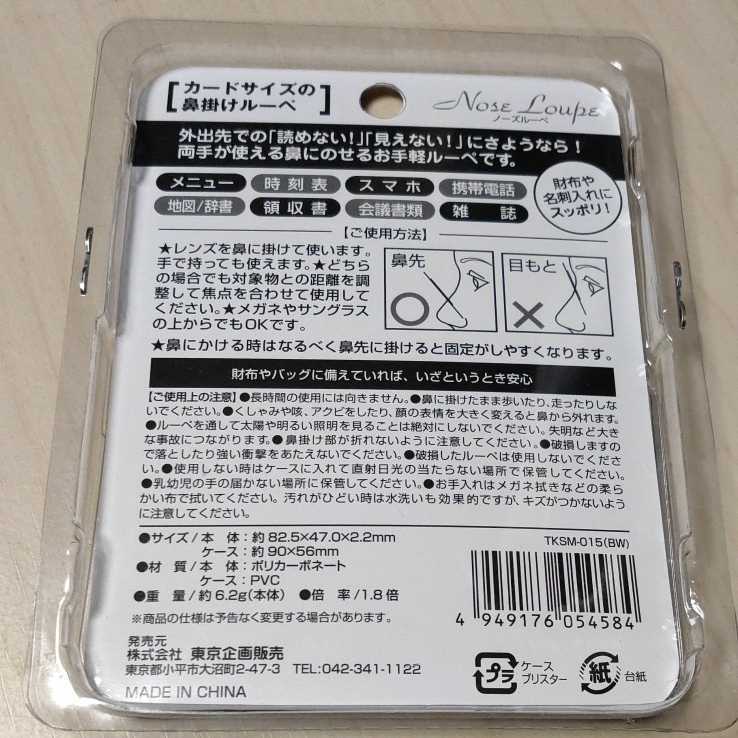 カードサイズの
鼻掛けルーペ
Nose Loupe
ノーズルーペ
外出先での「読めない!」「見えない!」にさようなら!
両手が使える鼻にのせるお手軽ルーペです。
メニュー 時刻表 スマホ 携帯電話
地図/辞書 領収書 会議書類 雑誌
財布や
名刺入れに
スッポリ!
【ご使用方法】
★レンズを鼻に掛けて使います。
手で持っても使えます。★どちら
の場合でも対象物との距離を調
整して焦点を合わせて使用して
ください。★メガネやサングラス
の上からでもOKです。
鼻先
目もと
★鼻にかける時はなるべく鼻先に掛けると固定がしやすくなります。
財布やバッグに備えていれば、いざというとき安心
【ご使用上の注意】●長時間の使用には向きません。●鼻に掛けたまま歩いたり、走ったりしな
いでください。●くしゃみや咳、アクビをしたり、顔の表情を大きく変えると鼻から外れます。
●ルーペを通して太陽や明るい照明を見ることは絶対にしないでください。失明など大き
な事故につながります。●鼻掛け部が折れないように注意してください。●破損しますの
で落としたり強い衝撃をあたえないでください。●破損したルーペは使用しないでくださ
い。●使用しない時はケースに入れて直射日光の当たらない場所で保管してください。
●乳幼児の手の届かない場所に保管してください。●お手入れはメガネ拭きなどの柔ら
かい布で拭いてください。汚れがひどい時は水洗いも効果的ですが、キズがつかないよう
に注意してください。
●サイズ/本体:約82.5×47.0×2.2mm
ケース:約90×56mm
●材質/本体:ポリカーボネート
ケース:PVC
●重量/約6.2g(本体) ●倍率/1.8倍
※商品の仕様は予告なく変更する場合があります。
TKSM-015(BW)
4 949176 054584
発売元
株式会社 東京企画販売
東京都小平市大沼町2-47-3 TEL:042-341-1122
MADE IN CHINA
プラ
ケース
ブリスター
紙
台紙